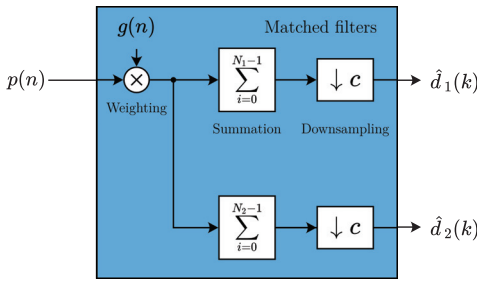 g(n) Matched filters
p(n) × N₁−1 ∑ i=0 ↓ c d̂₁(k)
Weighting
Summation Downsampling
N₂−1 ∑ i=0 ↓ c d̂₂(k)